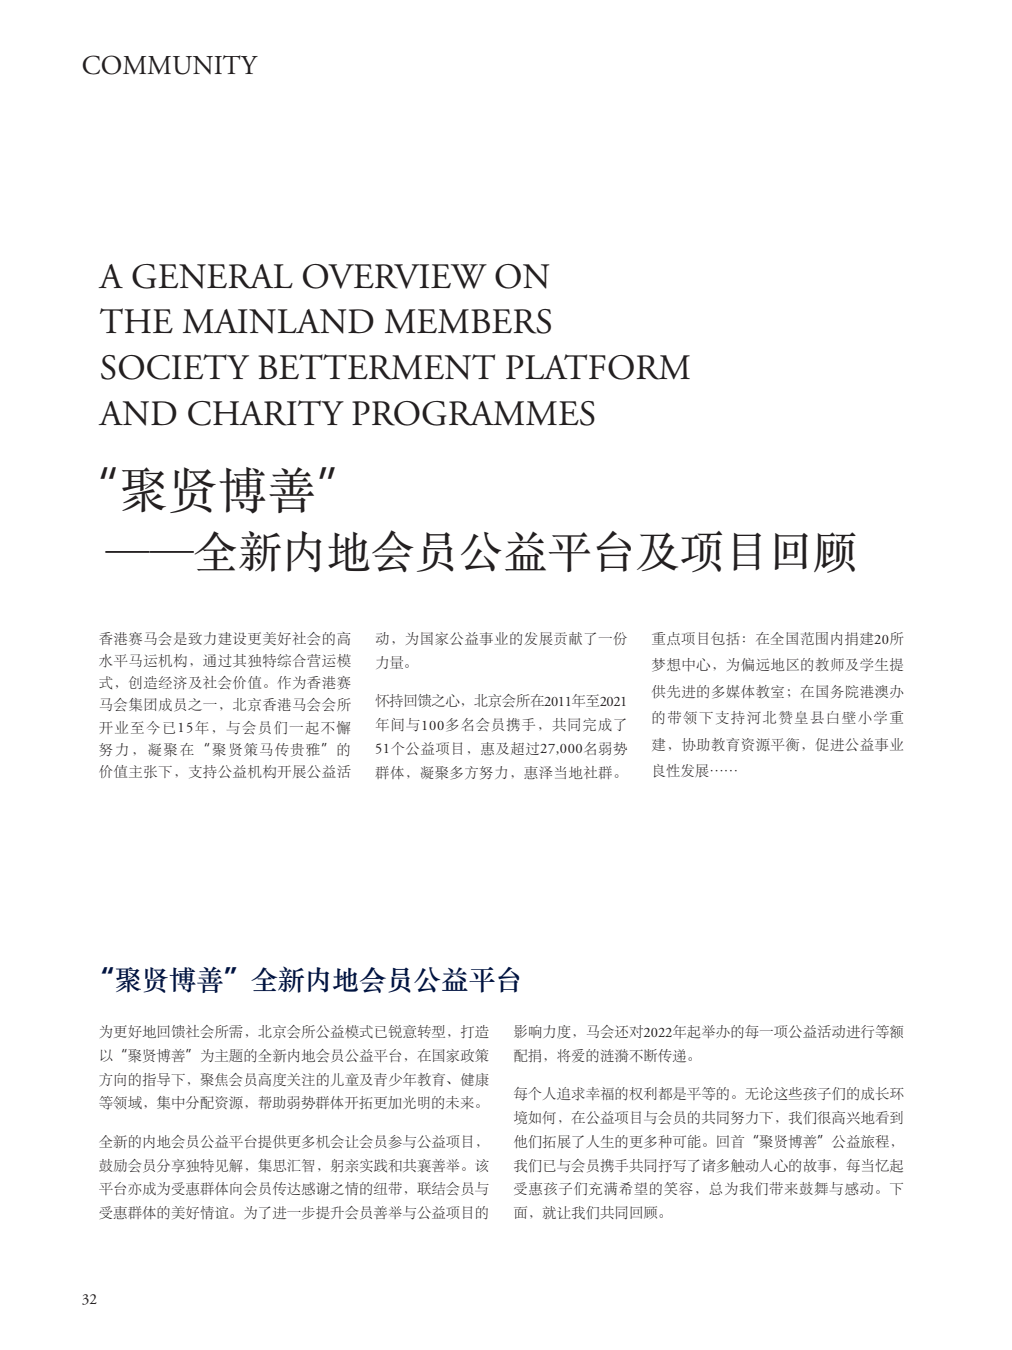 COMMUNITY
A GENERAL OVERVIEW ON
THE MAINLAND MEMBERS
SOCIETY BETTERMENT PLATFORM
AND CHARITY PROGRAMMES
“聚贤博善”
——全新内地会员公益平台及项目回顾
香港赛马会是致力建设更美好社会的高
水平马运机构，通过其独特综合营运模
式，创造经济及社会价值。作为香港赛
马会集团成员之一，北京香港马会会所
开业至今已15年，与会员们一起不懈
努力，凝聚在“聚贤策马传贵雅”的
价值主张下，支持公益机构开展公益活
动，为国家公益事业的发展贡献了一份
力量。
怀持回馈之心，北京会所在2011年至2021
年间与100多名会员携手，共同完成了
51个公益项目，惠及超过27,000名弱势
群体，凝聚多方努力，惠泽当地社群。
重点项目包括：在全国范围内捐建20所
梦想中心，为偏远地区的教师及学生提
供先进的多媒体教室；在国务院港澳办
的带领下支持河北赞皇县白壁小学重
建，协助教育资源平衡，促进公益事业
良性发展……
“聚贤博善”全新内地会员公益平台
为更好地回馈社会所需，北京会所公益模式已锐意转型，打造
以“聚贤博善”为主题的全新内地会员公益平台，在国家政策
方向的指导下，聚焦会员高度关注的儿童及青少年教育、健康
等领域，集中分配资源，帮助弱势群体开拓更加光明的未来。
全新的内地会员公益平台提供更多机会让会员参与公益项目，
鼓励会员分享独特见解，集思汇智，躬亲实践和共襄善举。该
平台亦成为受惠群体向会员传达感谢之情的纽带，联结会员与
受惠群体的美好情谊。为了进一步提升会员善举与公益项目的
影响力度，马会还对2022年起举办的每一项公益活动进行等额
配捐，将爱的涟漪不断传递。
每个人追求幸福的权利都是平等的。无论这些孩子们的成长环
境如何，在公益项目与会员的共同努力下，我们很高兴地看到
他们拓展了人生的更多种可能。回首“聚贤博善”公益旅程，
我们已与会员携手共同抒写了诸多触动人心的故事，每当忆起
受惠孩子们充满希望的笑容，总为我们带来鼓舞与感动。下
面，就让我们共同回顾。
32